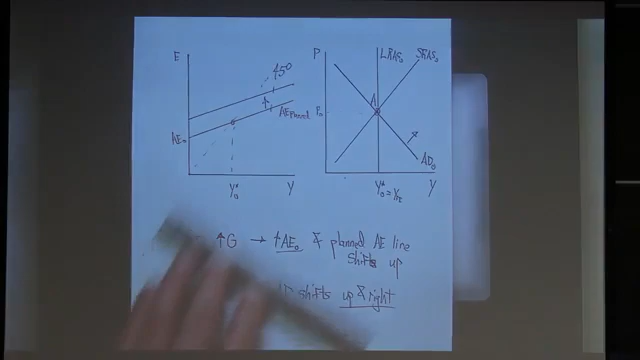 E
45°
AE Planned
AE₀
Y₀*
Y
P
LRAS₀
SRAS₀
A
P₀
AD₀
Y₀* = Y
Y
↑G → ↑AE₀ & planned AE line
shifts up
shifts up & right